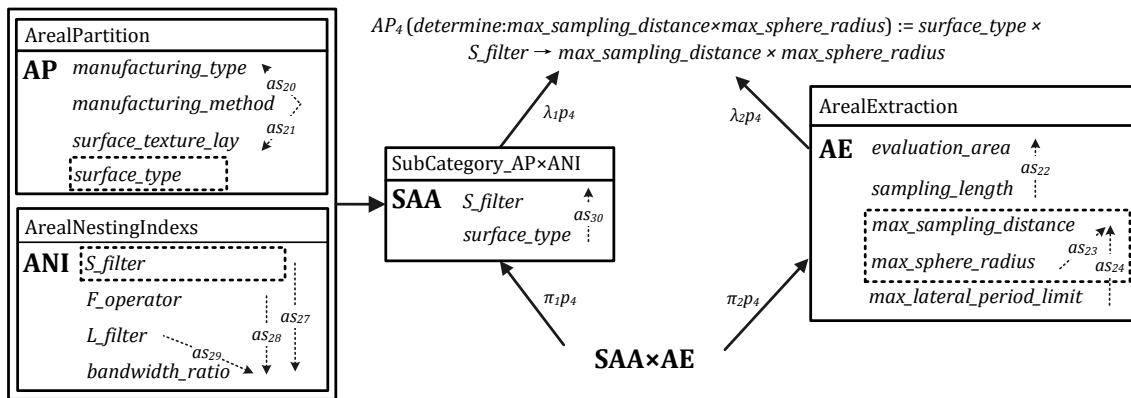 AP₄ (determine:max_sampling_distance×max_sphere_radius) := surface_type ×
S_filter → max_sampling_distance × max_sphere_radius
ArealPartition
AP
manufacturing_type
as₂₀
manufacturing_method
as₂₁
surface_texture_lay
surface_type
ArealNestingIndexs
ANI
S_filter
F_operator
as₂₇
as₂₈
L_filter
as₂₉
bandwidth_ratio
λ₁p₄
SubCategory_AP×ANI
SAA
S_filter
as₃₀
surface_type
π₁p₄
SAA×AE
λ₂p₄
π₂p₄
ArealExtraction
AE
evaluation_area
as₂₂
sampling_length
max_sampling_distance
as₂₃
as₂₄
max_sphere_radius
max_lateral_period_limit